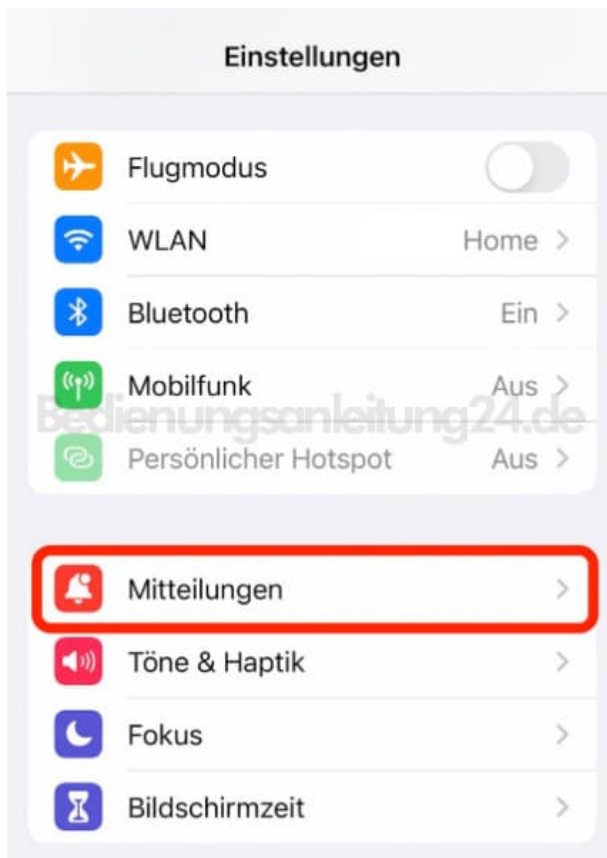 Einstellungen
Flugmodus
WLAN Home
Bluetooth Ein
Mobilfunk Aus
Bedienungsanleitung24.de
Persönlicher Hotspot Aus
Mitteilungen
Töne & Haptik
Fokus
Bildschirmzeit